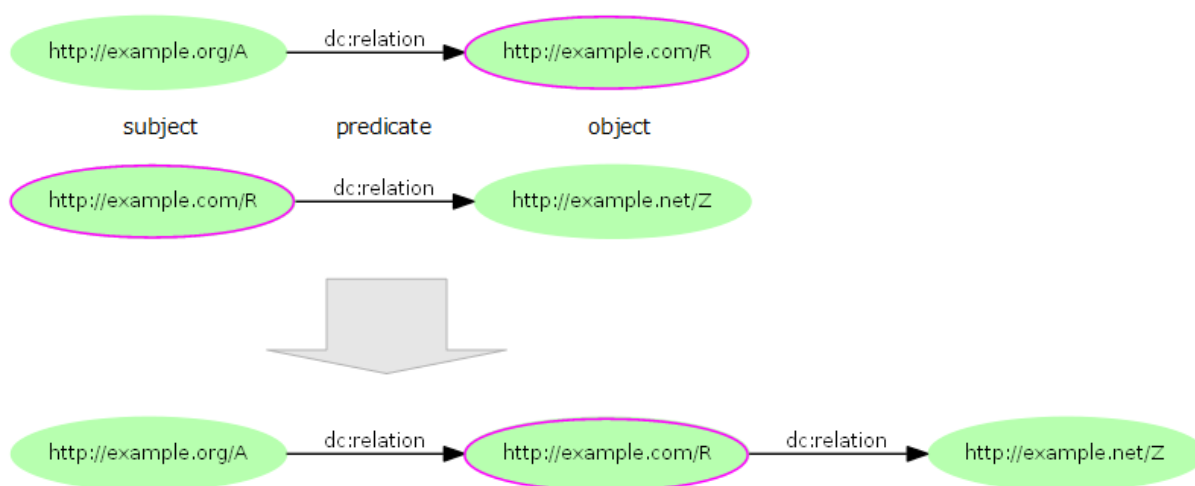 http://example.org/A dc:relation http://example.com/R
subject predicate object
http://example.com/R dc:relation http://example.net/Z
http://example.org/A dc:relation http://example.com/R dc:relation http://example.net/Z